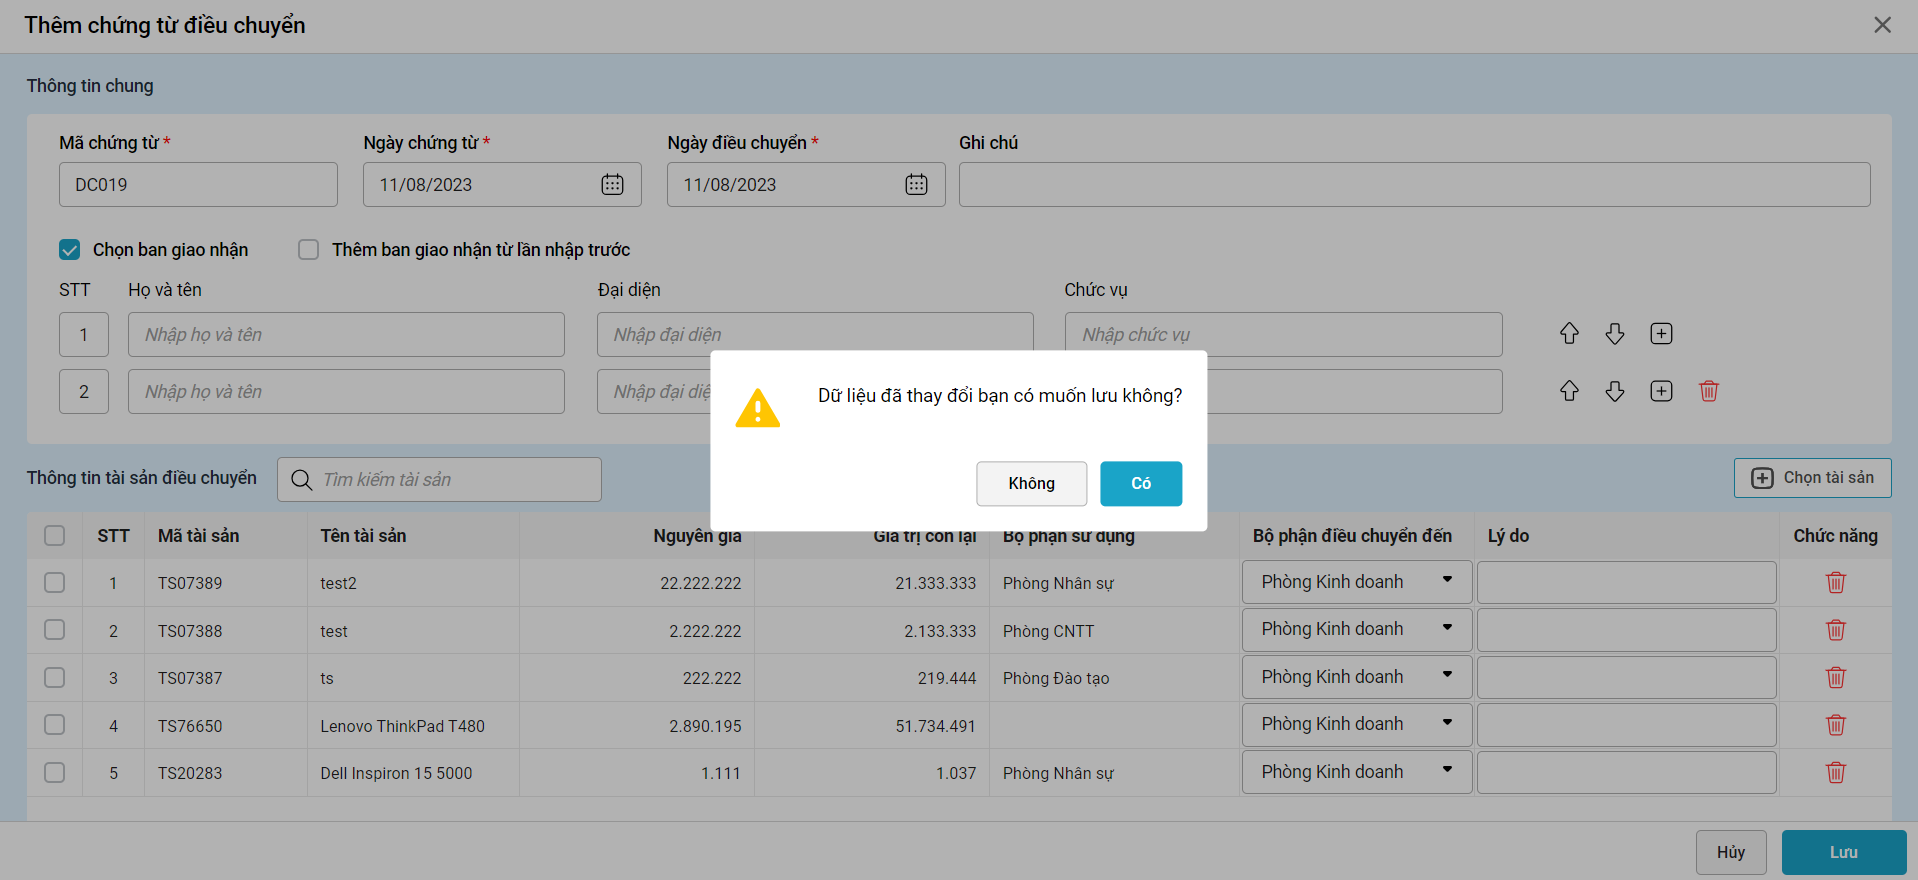 Thêm chứng từ điều chuyển
Thông tin chung
Mã chứng từ * Ngày chứng từ * Ngày điều chuyển * Ghi chú
DC019 11/08/2023 11/08/2023
Chọn ban giao nhận Thêm ban giao nhận từ lần nhập trước
STT Họ và tên Đại diện Chức vụ
1 Nhập họ và tên Nhập đại diện Nhập chức vụ
2 Nhập họ và tên Nhập đại diệ
Dữ liệu đã thay đổi bạn có muốn lưu không?
Không Có
Thông tin tài sản điều chuyển Tìm kiếm tài sản Chọn tài sản
STT Mã tài sản Tên tài sản Nguyên giá Giá trị còn lại Bộ phận sử dụng Bộ phận điều chuyển đến Lý do Chức năng
1 TS07389 test2 22.222.222 21.333.333 Phòng Nhân sự Phòng Kinh doanh
2 TS07388 test 2.222.222 2.133.333 Phòng CNTT Phòng Kinh doanh
3 TS07387 ts 222.222 219.444 Phòng Đào tạo Phòng Kinh doanh
4 TS76650 Lenovo ThinkPad T480 2.890.195 51.734.491 Phòng Kinh doanh
5 TS20283 Dell Inspiron 15 5000 1.111 1.037 Phòng Nhân sự Phòng Kinh doanh
Hủy Lưu